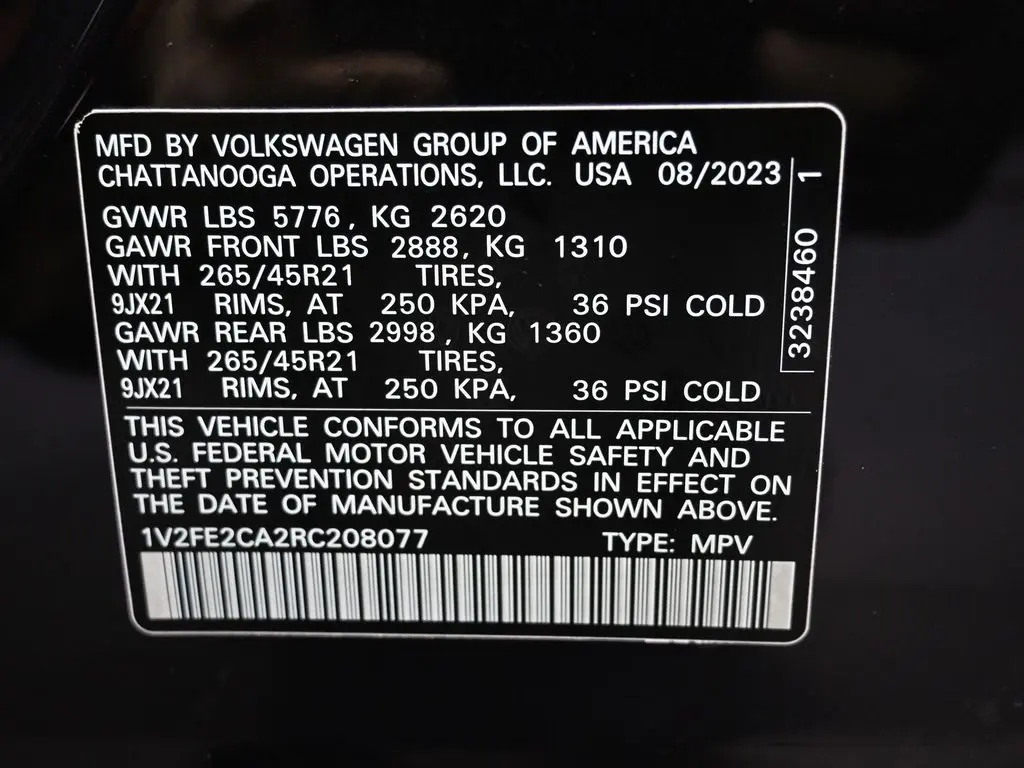 MFD BY VOLKSWAGEN GROUP OF AMERICA
CHATTANOOGA OPERATIONS, LLC. USA 08/2023
GVWR LBS 5776, KG 2620
GAWR FRONT LBS 2888, KG 1310
WITH 265/45R21 TIRES,
9JX21 RIMS, AT 250 KPA, 36 PSI COLD
GAWR REAR LBS 2998, KG 1360
WITH 265/45R21 TIRES,
9JX21 RIMS, AT 250 KPA, 36 PSI COLD
3238460 1
THIS VEHICLE CONFORMS TO ALL APPLICABLE
U.S. FEDERAL MOTOR VEHICLE SAFETY AND
THEFT PREVENTION STANDARDS IN EFFECT ON
THE DATE OF MANUFACTURE SHOWN ABOVE.
1V2FE2CA2RC208077 TYPE: MPV